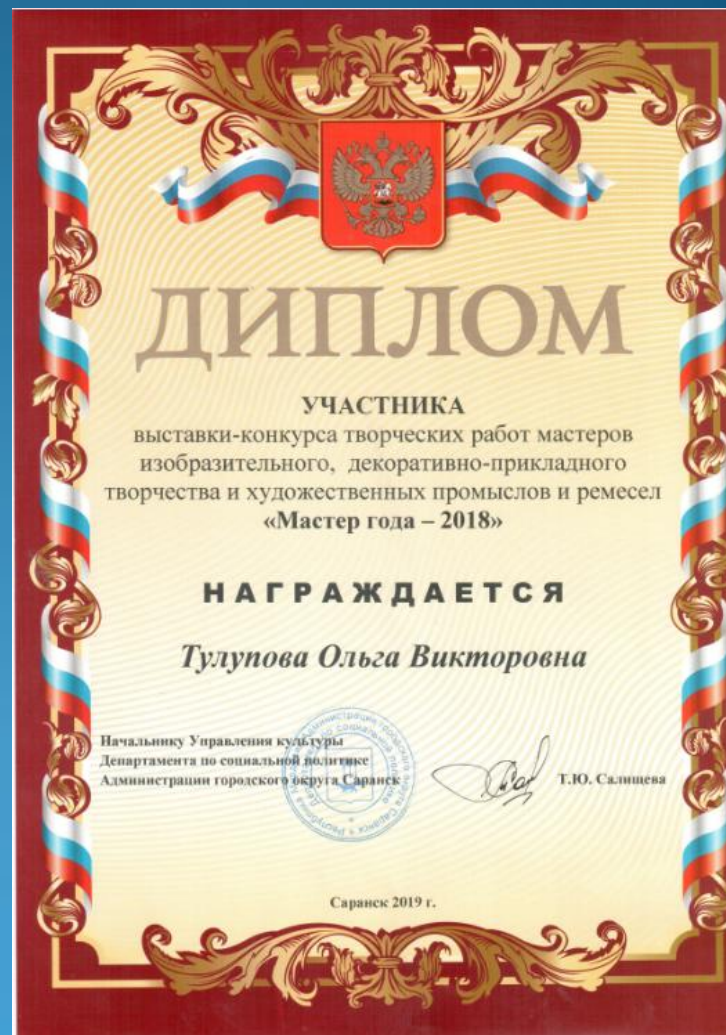 ДИПЛОМ
УЧАСТНИКА
выставки-конкурса творческих работ мастеров
изобразительного, декоративно-прикладного
творчества и художественных промыслов и ремесел
«Мастер года – 2018»
НАГРАЖДАЕТСЯ
Тулупова Ольга Викторовна
Начальнику Управления культуры
Департамента по социальной политике
Администрации городского округа Саранск
Т.Ю. Салищева
Саранск 2019 г.